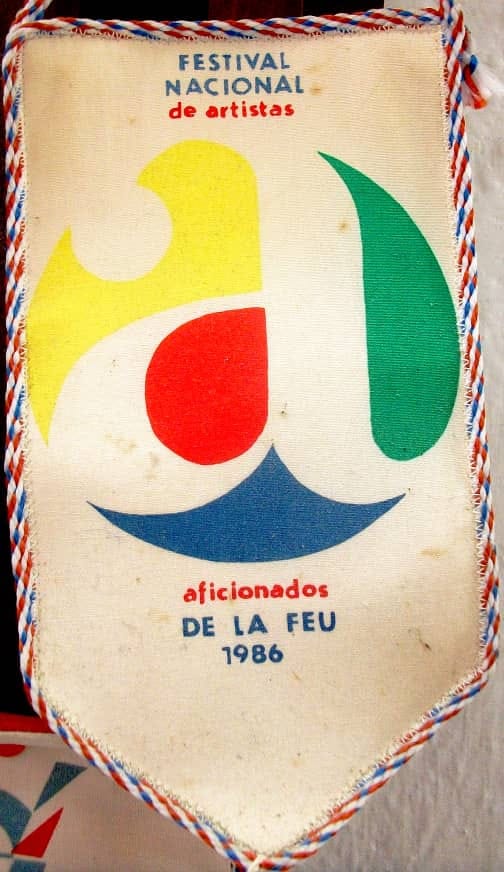 FESTIVAL
NACIONAL
de artistas
a
aficionados
DE LA FEU
1986